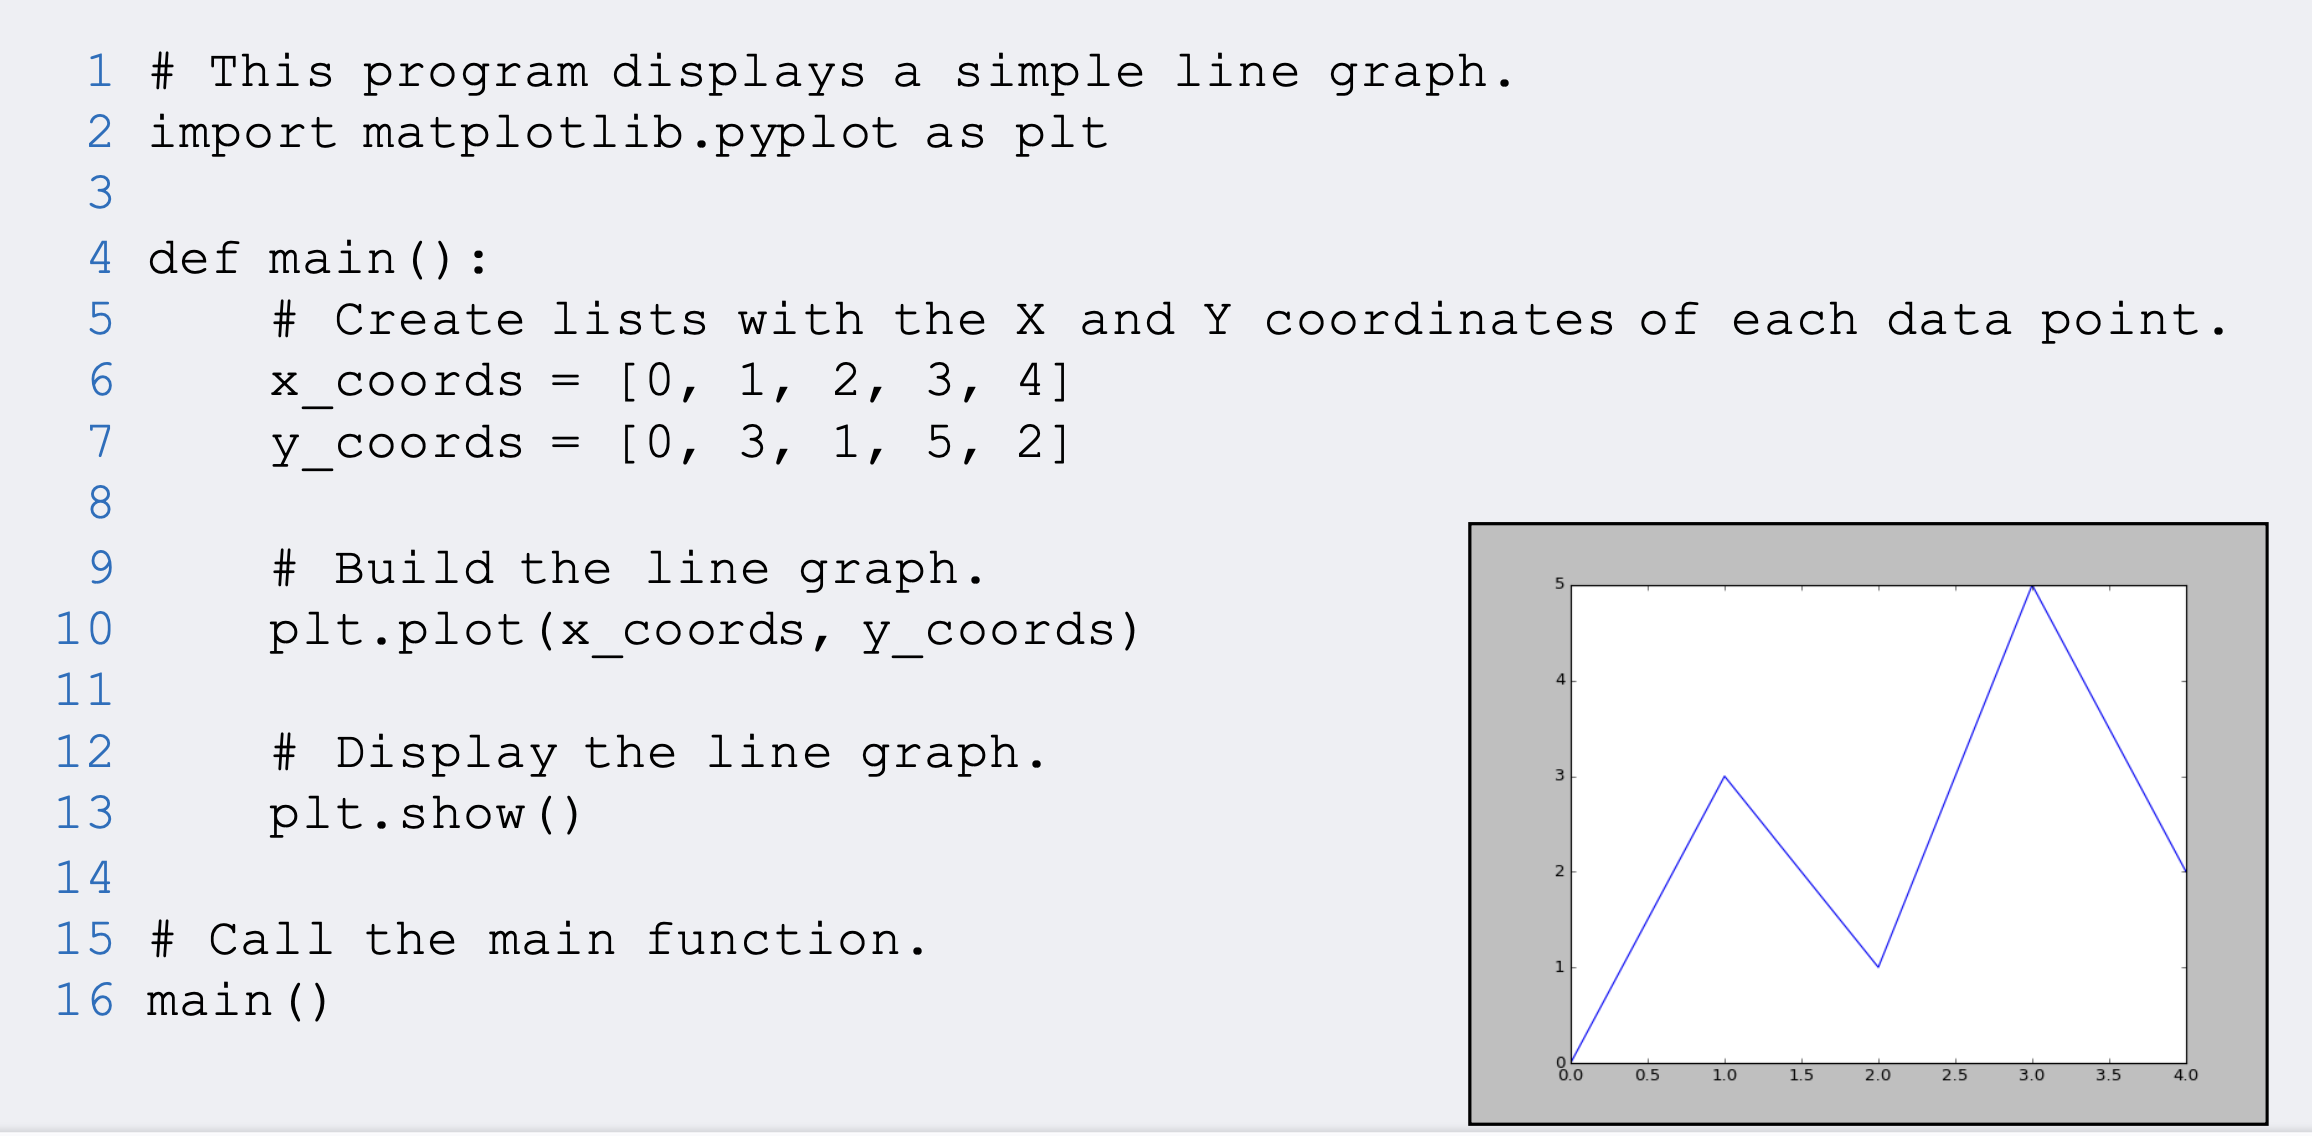 1 # This program displays a simple line graph.
2 import matplotlib.pyplot as plt
3
4 def main():
5     # Create lists with the X and Y coordinates of each data point.
6     x_coords = [0, 1, 2, 3, 4]
7     y_coords = [0, 3, 1, 5, 2]
8
9     # Build the line graph.
10     plt.plot(x_coords, y_coords)
11
12     # Display the line graph.
13     plt.show()
14
15 # Call the main function.
16 main()
5
4
3
2
1
0
0.0 0.5 1.0 1.5 2.0 2.5 3.0 3.5 4.0